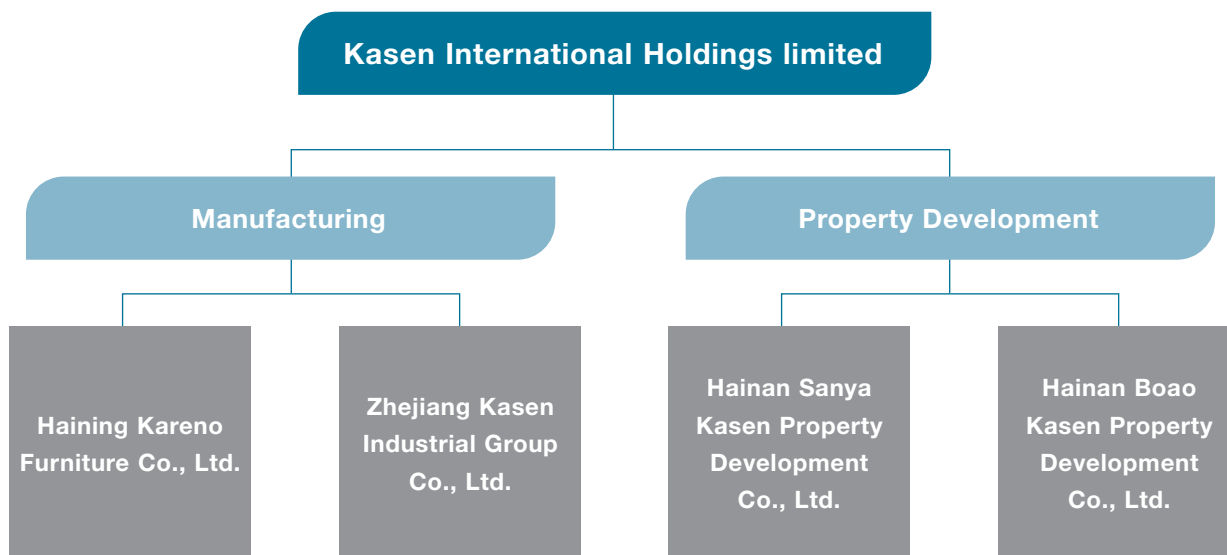 Kasen International Holdings limited
Manufacturing
Property Development
Haining Kareno
Furniture Co., Ltd.
Zhejiang Kasen
Industrial Group
Co., Ltd.
Hainan Sanya
Kasen Property
Development
Co., Ltd.
Hainan Boao
Kasen Property
Development
Co., Ltd.